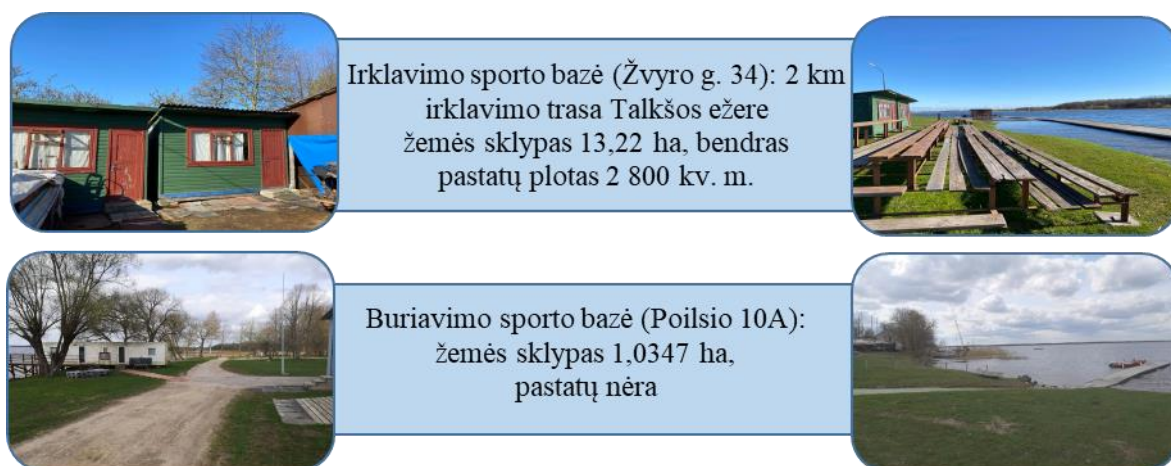 Irklavimo sporto bazė (Žvyro g. 34): 2 km
irklavimo trasa Talkšos ežere
žemės sklypas 13,22 ha, bendras
pastatų plotas 2 800 kv. m.
Buriavimo sporto bazė (Poilsio 10A):
žemės sklypas 1,0347 ha,
pastatų nėra